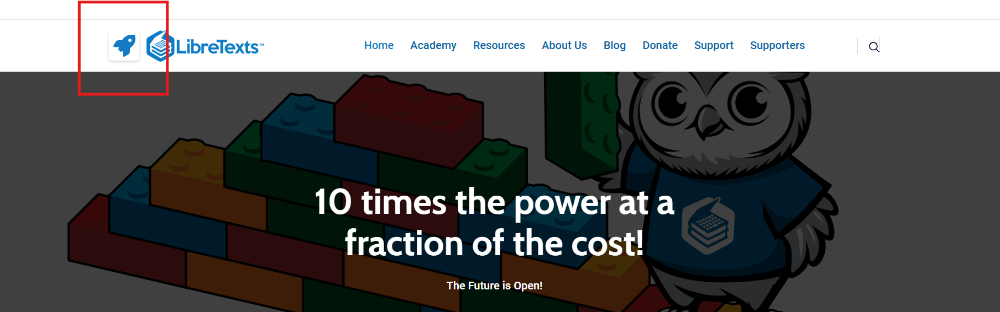 LibreTexts™
Home Academy Resources About Us Blog Donate Support Supporters
10 times the power at a
fraction of the cost!
The Future is Open!